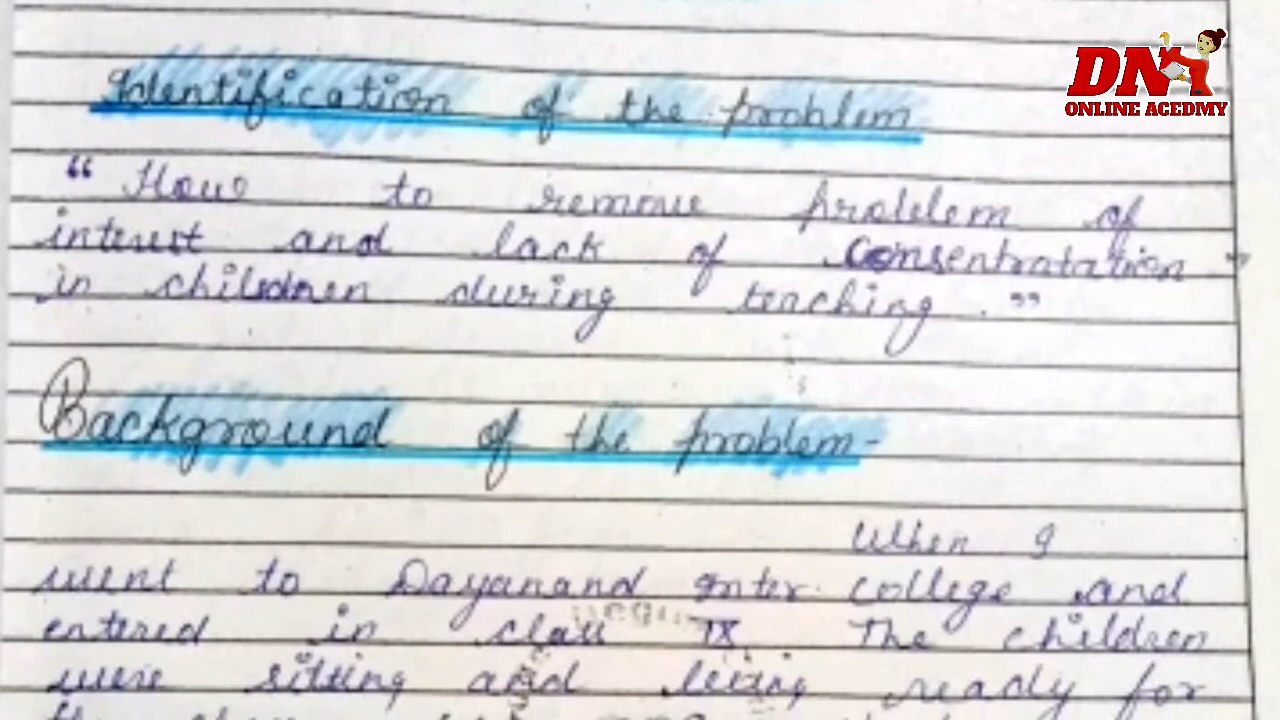 DN
ONLINE ACEDMY
Identification of the problem
“ How to remove problem of
interest and lack of Consentratation
in children during teaching . ”
Background of the problem-
When I
went to Dayanand Inter college and
entered in class IX The children
were sitting and ready for